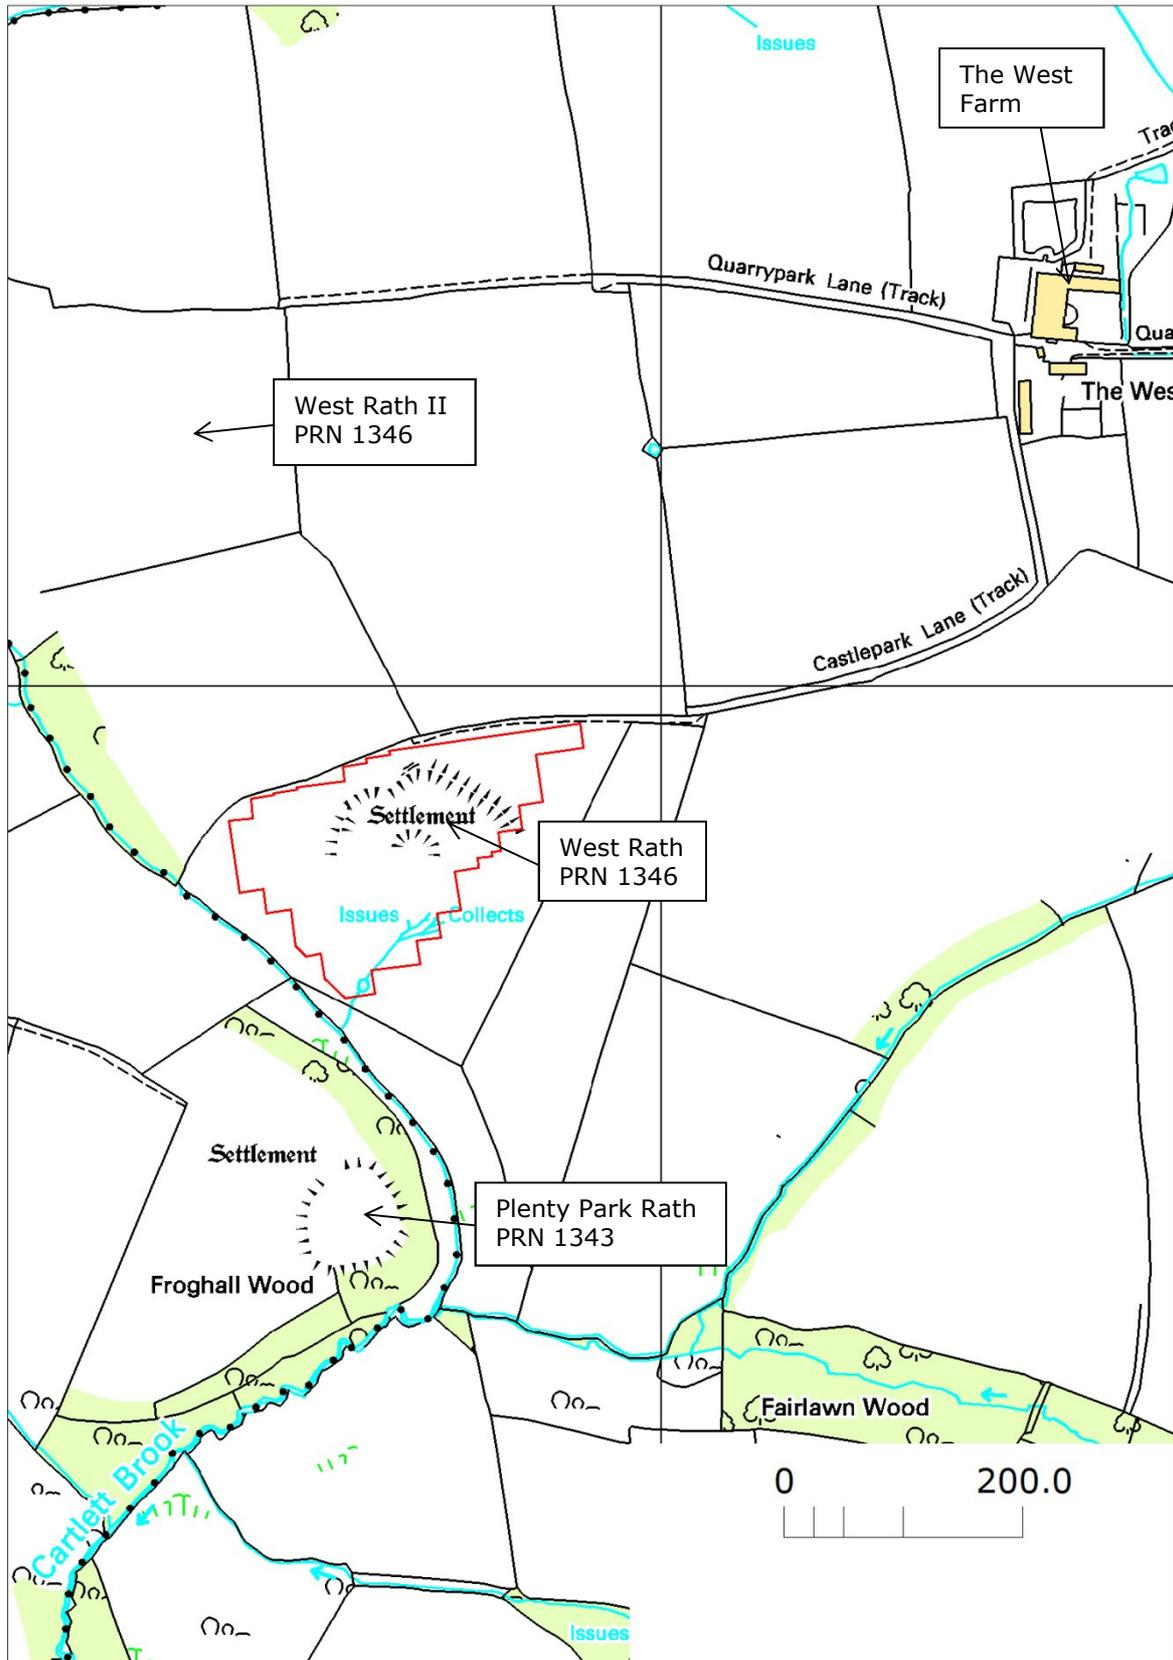 Issues
The West
Farm
Trac
Quarrypark Lane (Track)
Qua
The Wes
West Rath II
PRN 1346
Castlepark Lane (Track)
Settlement
West Rath
PRN 1346
Issues
Collects
Settlement
Plenty Park Rath
PRN 1343
Froghall Wood
Fairlawn Wood
Cartlett Brook
0 200.0
Issues